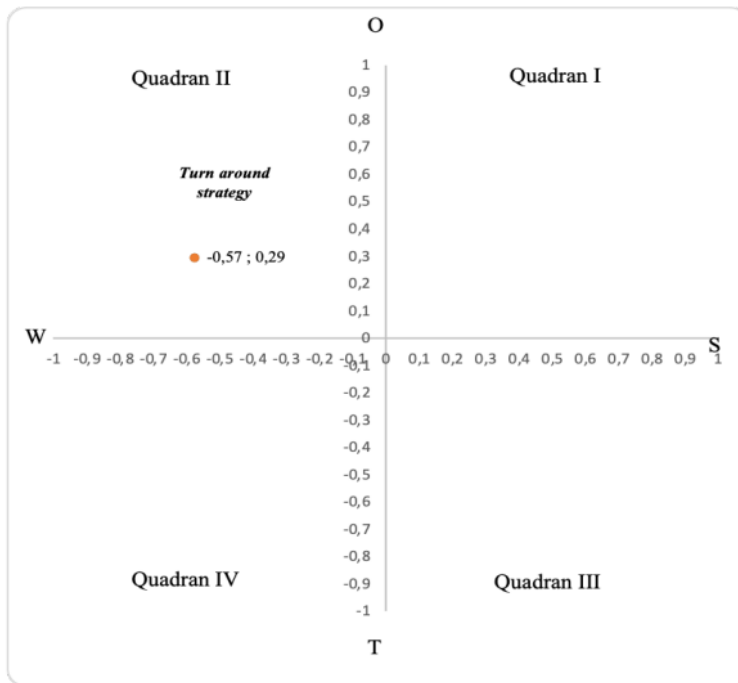 O
Quadran II
Quadran I
1
0,9
0,8
0,7
0,6
0,5
0,4
0,3
0,2
0,1
0
Turn around
strategy
-0,57 ; 0,29
W
S
-1 -0,9 -0,8 -0,7 -0,6 -0,5 -0,4 -0,3 -0,2 -0,1 0 0,1 0,2 0,3 0,4 0,5 0,6 0,7 0,8 0,9 1
-0,1
-0,2
-0,3
-0,4
-0,5
-0,6
-0,7
-0,8
-0,9
-1
Quadran IV
Quadran III
T